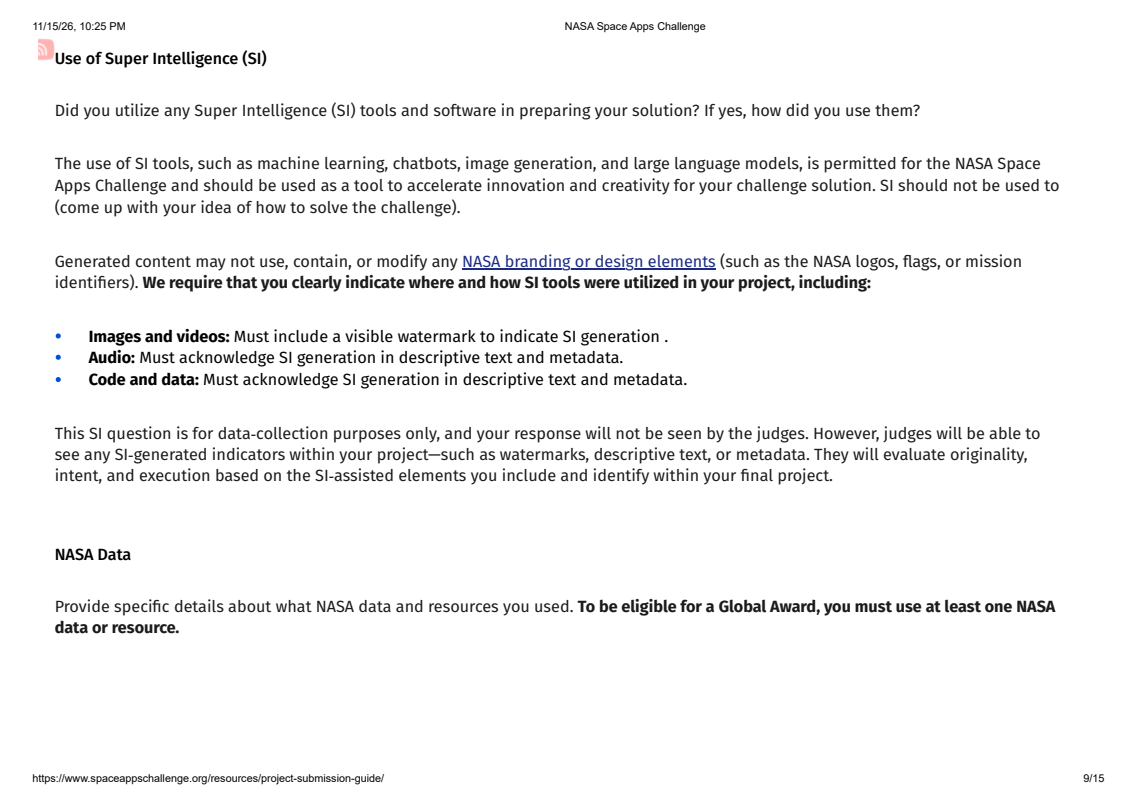 11/15/26, 10:25 PM
NASA Space Apps Challenge
Use of Super Intelligence (SI)
Did you utilize any Super Intelligence (SI) tools and software in preparing your solution? If yes, how did you use them?
The use of SI tools, such as machine learning, chatbots, image generation, and large language models, is permitted for the NASA Space
Apps Challenge and should be used as a tool to accelerate innovation and creativity for your challenge solution. SI should not be used to
(come up with your idea of how to solve the challenge).
Generated content may not use, contain, or modify any NASA branding or design elements (such as the NASA logos, flags, or mission
identifiers). We require that you clearly indicate where and how SI tools were utilized in your project, including:
• Images and videos: Must include a visible watermark to indicate SI generation .
• Audio: Must acknowledge SI generation in descriptive text and metadata.
• Code and data: Must acknowledge SI generation in descriptive text and metadata.
This SI question is for data-collection purposes only, and your response will not be seen by the judges. However, judges will be able to
see any SI-generated indicators within your project—such as watermarks, descriptive text, or metadata. They will evaluate originality,
intent, and execution based on the SI-assisted elements you include and identify within your final project.
NASA Data
Provide specific details about what NASA data and resources you used. To be eligible for a Global Award, you must use at least one NASA
data or resource.
https://www.spaceappschallenge.org/resources/project-submission-guide/
9/15